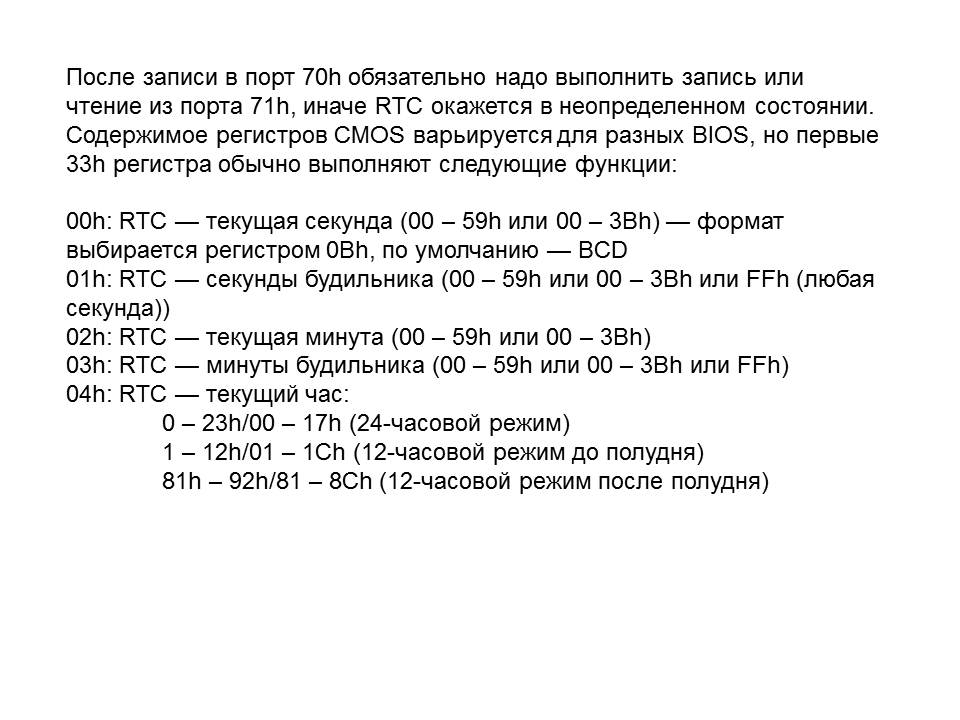 После записи в порт 70h обязательно надо выполнить запись или
чтение из порта 71h, иначе RTC окажется в неопределенном состоянии.
Содержимое регистров CMOS варьируется для разных BIOS, но первые
33h регистра обычно выполняют следующие функции:
00h: RTC — текущая секунда (00 – 59h или 00 – 3Bh) — формат
выбирается регистром 0Bh, по умолчанию — BCD
01h: RTC — секунды будильника (00 – 59h или 00 – 3Bh или FFh (любая
секунда))
02h: RTC — текущая минута (00 – 59h или 00 – 3Bh)
03h: RTC — минуты будильника (00 – 59h или 00 – 3Bh или FFh)
04h: RTC — текущий час:
0 – 23h/00 – 17h (24-часовой режим)
1 – 12h/01 – 1Ch (12-часовой режим до полудня)
81h – 92h/81 – 8Ch (12-часовой режим после полудня)